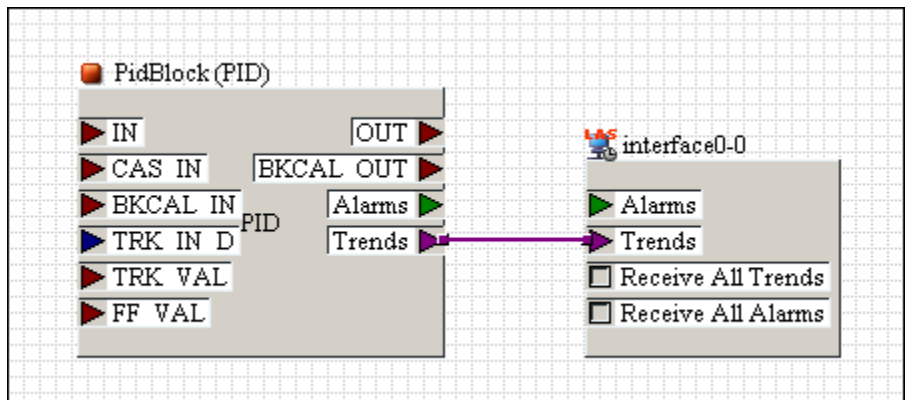 PidBlock (PID)
IN
OUT
CAS IN
BKCAL OUT
BKCAL IN
PID
Alarms
TRK IN D
Trends
TRK VAL
FF VAL
LAS
interface0-0
Alarms
Trends
Receive All Trends
Receive All Alarms